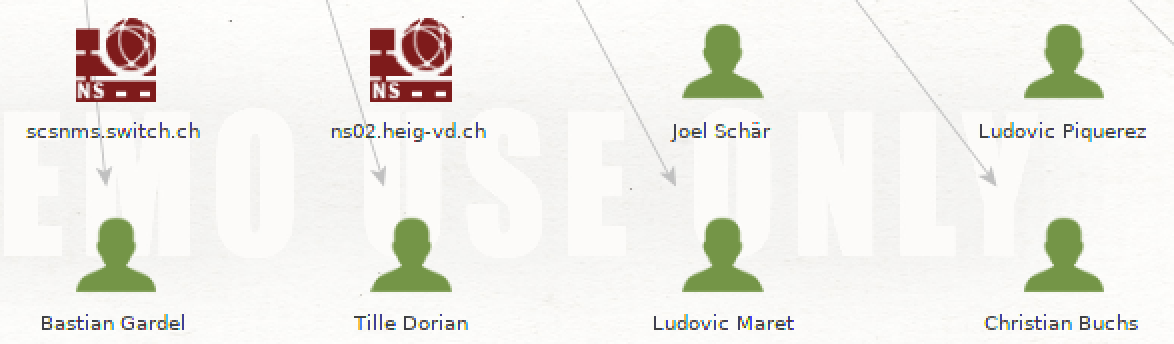 NS
NS
scsnms.switch.ch
ns02.heig-vd.ch
Joel Schär
Ludovic Piquerez
EMO USE ONLY
Bastian Gardel
Tille Dorian
Ludovic Maret
Christian Buchs